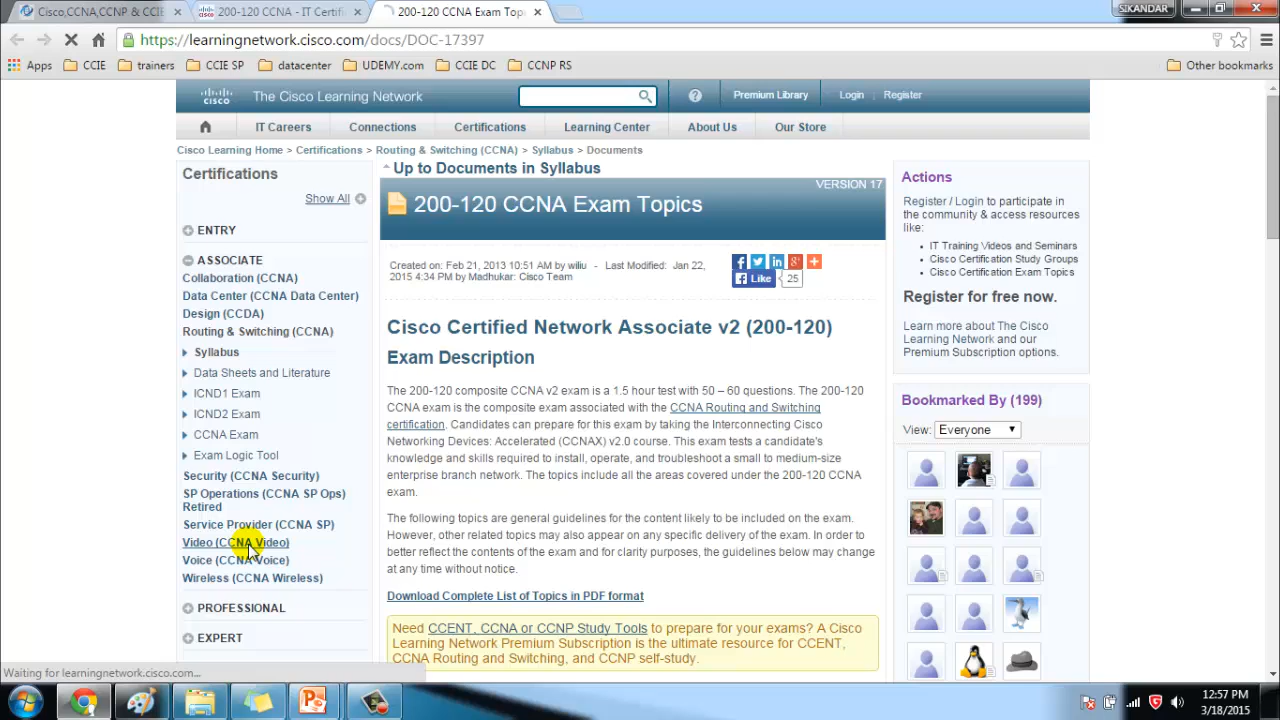 Cisco,CCNA,CCNP & CCIE
200-120 CCNA - IT Certifi
200-120 CCNA Exam Top
SIKANDAR
https://learningnetwork.cisco.com/docs/DOC-17397
Apps CCIE trainers CCIE SP datacenter UDEMY.com CCIE DC CCNP RS Other bookmarks
cisco The Cisco Learning Network ? Premium Library Login Register
IT Careers Connections Certifications Learning Center About Us Our Store
Cisco Learning Home > Certifications > Routing & Switching (CCNA) > Syllabus > Documents
Certifications
Show All
ENTRY
ASSOCIATE
Collaboration (CCNA)
Data Center (CCNA Data Center)
Design (CCDA)
Routing & Switching (CCNA)
Syllabus
Data Sheets and Literature
ICND1 Exam
ICND2 Exam
CCNA Exam
Exam Logic Tool
Security (CCNA Security)
SP Operations (CCNA SP Ops)
Retired
Service Provider (CCNA SP)
Video (CCNA Video)
Voice (CCNA Voice)
Wireless (CCNA Wireless)
PROFESSIONAL
EXPERT
Up to Documents in Syllabus
VERSION 17
200-120 CCNA Exam Topics
Created on: Feb 21, 2013 10:51 AM by wiliu - Last Modified: Jan 22,
2015 4:34 PM by Madhukar: Cisco Team
Like 25
Cisco Certified Network Associate v2 (200-120)
Exam Description
The 200-120 composite CCNA v2 exam is a 1.5 hour test with 50 – 60 questions. The 200-120
CCNA exam is the composite exam associated with the CCNA Routing and Switching
certification. Candidates can prepare for this exam by taking the Interconnecting Cisco
Networking Devices: Accelerated (CCNAX) v2.0 course. This exam tests a candidate's
knowledge and skills required to install, operate, and troubleshoot a small to medium-size
enterprise branch network. The topics include all the areas covered under the 200-120 CCNA
exam.
The following topics are general guidelines for the content likely to be included on the exam.
However, other related topics may also appear on any specific delivery of the exam. In order to
better reflect the contents of the exam and for clarity purposes, the guidelines below may change
at any time without notice.
Download Complete List of Topics in PDF format
Need CCENT, CCNA or CCNP Study Tools to prepare for your exams? A Cisco
Learning Network Premium Subscription is the ultimate resource for CCENT,
CCNA Routing and Switching, and CCNP self-study.
Actions
Register / Login to participate in
the community & access resources
like:
IT Training Videos and Seminars
Cisco Certification Study Groups
Cisco Certification Exam Topics
Register for free now.
Learn more about The Cisco
Learning Network and our
Premium Subscription options.
Bookmarked By (199)
View: Everyone
Waiting for learningnetwork.cisco.com...
12:57 PM
3/18/2015